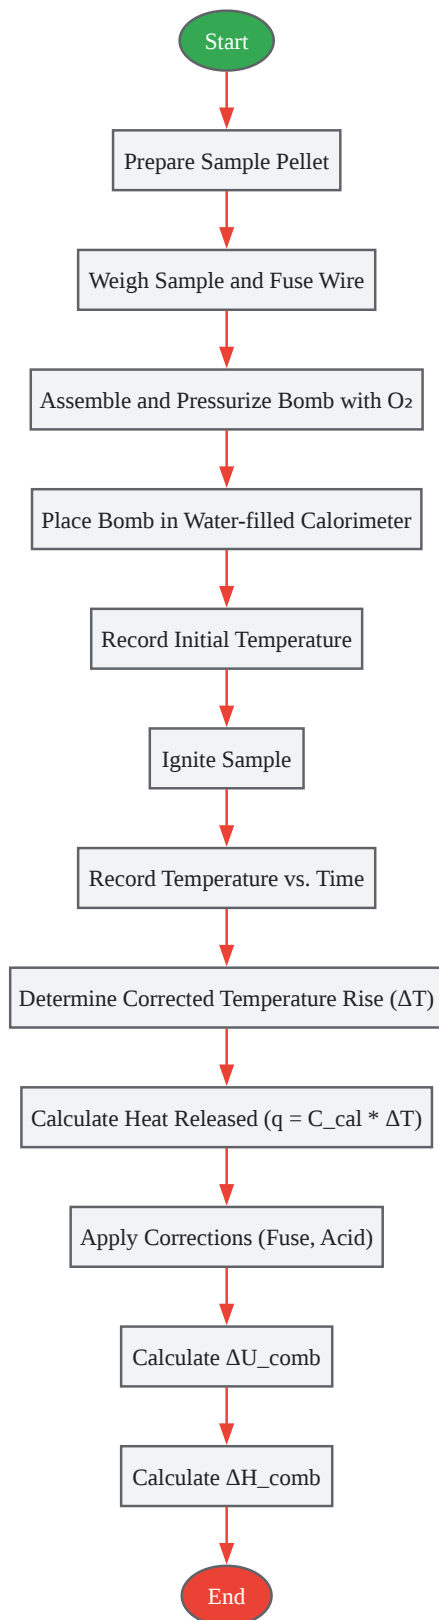 Start
Prepare Sample Pellet
Weigh Sample and Fuse Wire
Assemble and Pressurize Bomb with O₂
Place Bomb in Water-filled Calorimeter
Record Initial Temperature
Ignite Sample
Record Temperature vs. Time
Determine Corrected Temperature Rise (ΔT)
Calculate Heat Released (q = C_cal * ΔT)
Apply Corrections (Fuse, Acid)
Calculate ΔU_comb
Calculate ΔH_comb
End